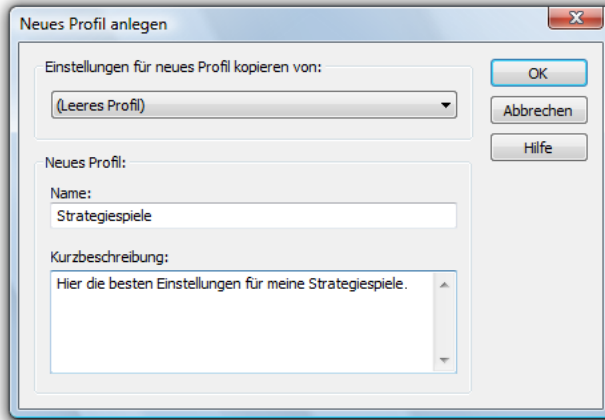 Neues Profil anlegen
Einstellungen für neues Profil kopieren von:
(Leeres Profil)
OK
Abbrechen
Hilfe
Neues Profil:
Name:
Strategiespiele
Kurzbeschreibung:
Hier die besten Einstellungen für meine Strategiespiele.